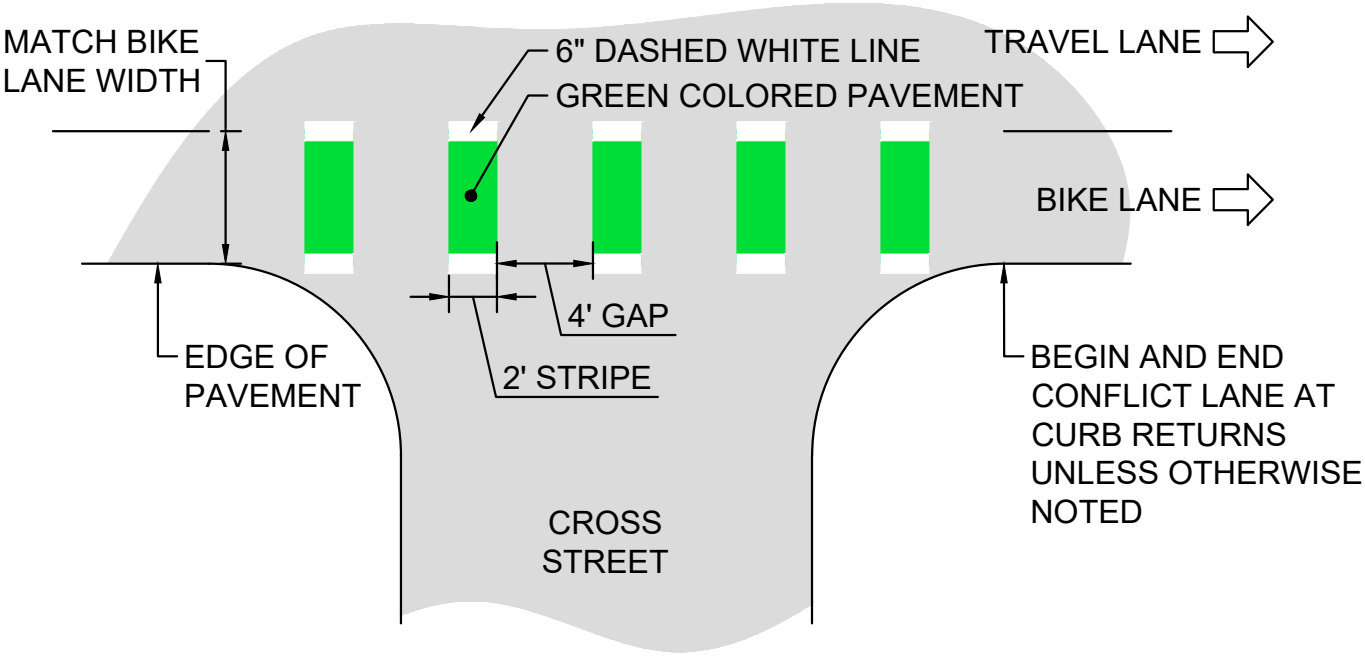 MATCH BIKE
LANE WIDTH
6" DASHED WHITE LINE
GREEN COLORED PAVEMENT
TRAVEL LANE
BIKE LANE
4' GAP
2' STRIPE
EDGE OF
PAVEMENT
BEGIN AND END
CONFLICT LANE AT
CURB RETURNS
UNLESS OTHERWISE
NOTED
CROSS
STREET